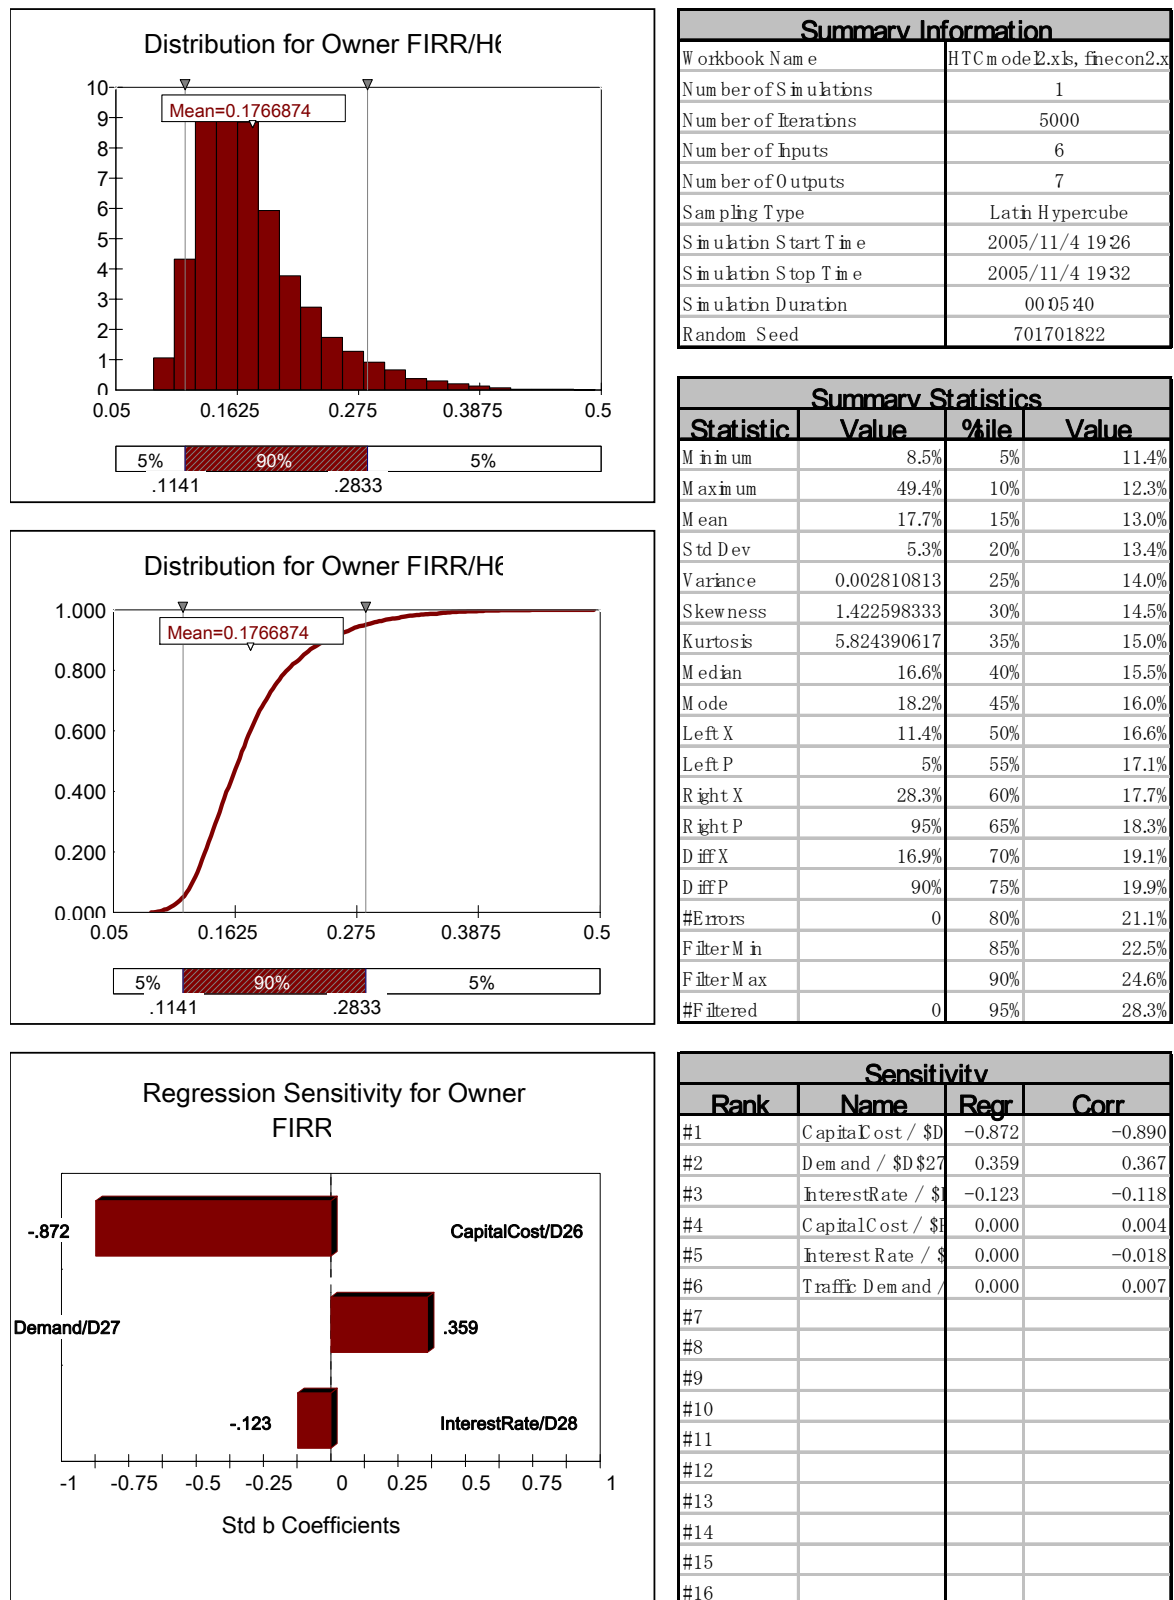 Distribution for Owner FIRR/H6
10
9
8
7
6
5
4
3
2
1
0
Mean=0.1766874
0.05 0.1625 0.275 0.3875 0.5
5% 90% 5%
.1141 .2833
Distribution for Owner FIRR/H6
1.000
0.800
0.600
0.400
0.200
0.000
Mean=0.1766874
0.05 0.1625 0.275 0.3875 0.5
5% 90% 5%
.1141 .2833
Regression Sensitivity for Owner
FIRR
-.872 CapitalCost/D26
Demand/D27 .359
-.123 InterestRate/D28
-1 -0.75 -0.5 -0.25 0 0.25 0.5 0.75 1
Std b Coefficients
Summary Information
Workbook Name HTCmodel2.xls, finecon2.x
Number of Simulations 1
Number of Iterations 5000
Number of Inputs 6
Number of Outputs 7
Sampling Type Latin Hypercube
Simulation Start Time 2005/11/4 19:26
Simulation Stop Time 2005/11/4 19:32
Simulation Duration 00:05:40
Random Seed 701701822
Summary Statistics
Statistic Value %ile Value
Minimum 8.5% 5% 11.4%
Maximum 49.4% 10% 12.3%
Mean 17.7% 15% 13.0%
Std Dev 5.3% 20% 13.4%
Variance 0.002810813 25% 14.0%
Skewness 1.422598333 30% 14.5%
Kurtosis 5.824390617 35% 15.0%
Median 16.6% 40% 15.5%
Mode 18.2% 45% 16.0%
Left X 11.4% 50% 16.6%
Left P 5% 55% 17.1%
Right X 28.3% 60% 17.7%
Right P 95% 65% 18.3%
Diff X 16.9% 70% 19.1%
Diff P 90% 75% 19.9%
#Errors 0 80% 21.1%
Filter Min 85% 22.5%
Filter Max 90% 24.6%
#Filtered 0 95% 28.3%
Sensitivity
Rank Name Regr Corr
#1 CapitalCost / $D -0.872 -0.890
#2 Demand / $D$27 0.359 0.367
#3 InterestRate / $ -0.123 -0.118
#4 CapitalCost / $ 0.000 0.004
#5 Interest Rate / $ 0.000 -0.018
#6 Traffic Demand / 0.000 0.007
#7
#8
#9
#10
#11
#12
#13
#14
#15
#16